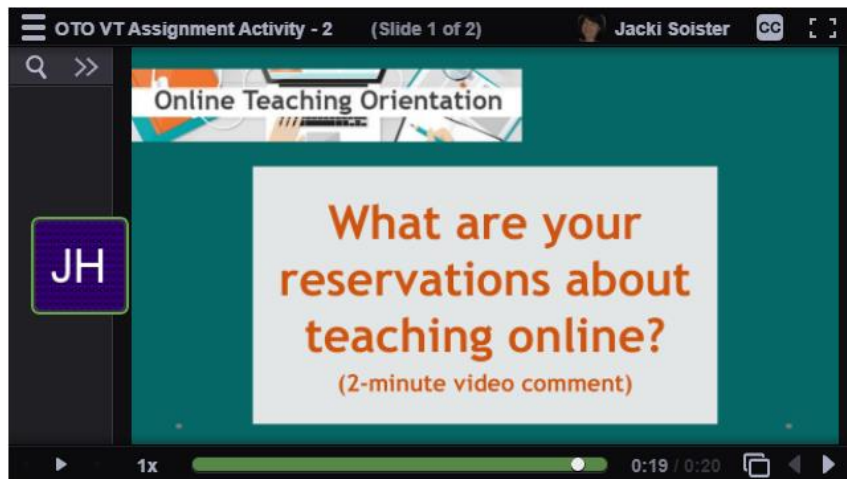 OTO VT Assignment Activity - 2 (Slide 1 of 2) Jacki Soister CC
Online Teaching Orientation
JH
What are your
reservations about
teaching online?
(2-minute video comment)
1x 0:19 / 0:20